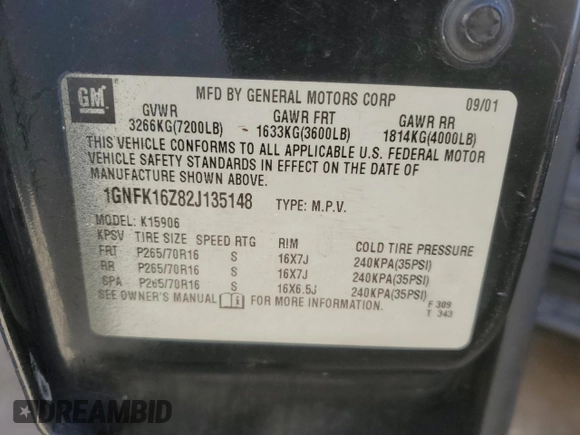 GM
MFD BY GENERAL MOTORS CORP 09/01
GVWR GAWR FRT GAWR RR
3266KG(7200LB) 1633KG(3600LB) 1814KG(4000LB)
THIS VEHICLE CONFORMS TO ALL APPLICABLE U.S. FEDERAL MOTOR
VEHICLE SAFETY STANDARDS IN EFFECT ON THE DATE OF
MANUFACTURE SHOWN ABOVE.
1GNFK16Z82J135148 TYPE: M.P.V.
MODEL: K15906
KPSV TIRE SIZE SPEED RTG RIM COLD TIRE PRESSURE
FRT P265/70R16 S 16X7J 240KPA(35PSI)
RR P265/70R16 S 16X7J 240KPA(35PSI)
SPA P265/70R16 S 16X6.5J 240KPA(35PSI)
SEE OWNER'S MANUAL FOR MORE INFORMATION.
F 309
T 343
DREAMBID